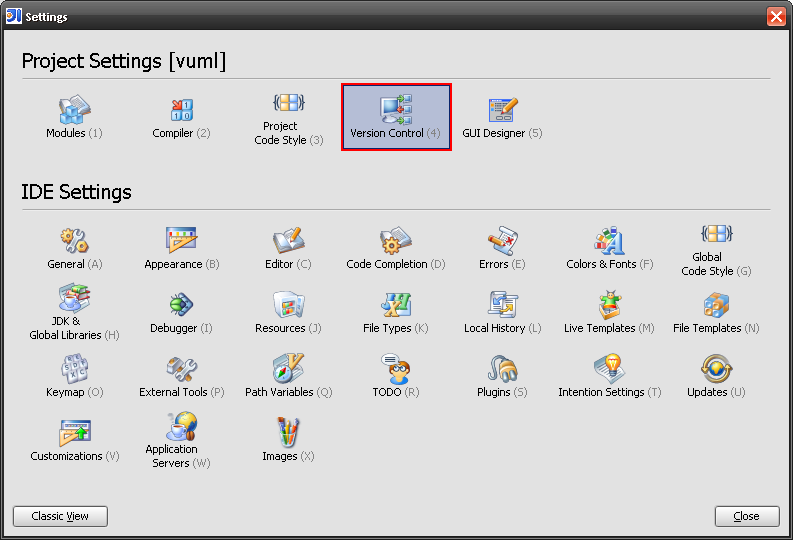 Settings
Project Settings [vuml]
Modules (1)
Compiler (2)
Project
Code Style (3)
Version Control (4)
GUI Designer (5)
IDE Settings
General (A)
Appearance (B)
Editor (C)
Code Completion (D)
Errors (E)
Colors & Fonts (F)
Global
Code Style (G)
JDK &
Global Libraries (H)
Debugger (I)
Resources (J)
File Types (K)
Local History (L)
Live Templates (M)
File Templates (N)
Keymap (O)
External Tools (P)
Path Variables (Q)
TODO (R)
Plugins (S)
Intention Settings (T)
Updates (U)
Customizations (V)
Application
Servers (W)
Images (X)
Classic View
Close